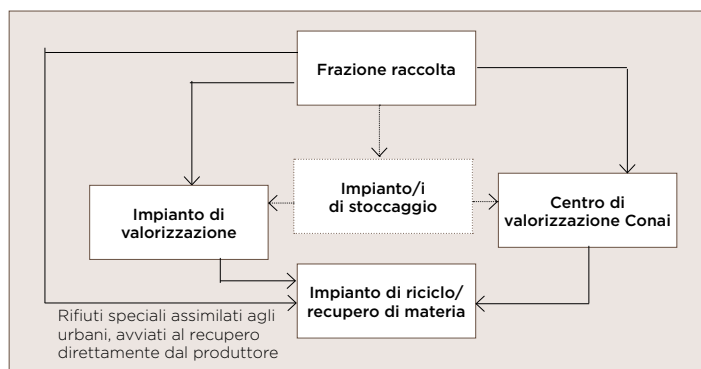 Frazione raccolta
Impianto/i
di stoccaggio
Impianto di
valorizzazione
Centro di
valorizzazione Conai
Impianto di riciclo/
recupero di materia
Rifiuti speciali assimilati agli
urbani, avviati al recupero
direttamente dal produttore